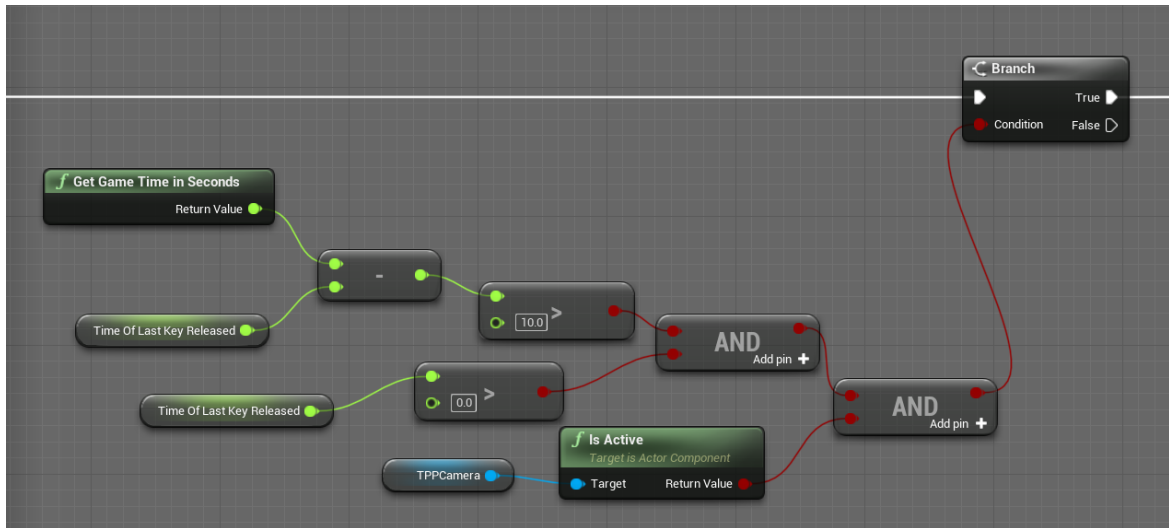 Branch
True
Condition
False
f Get Game Time in Seconds
Return Value
-
Time Of Last Key Released
10.0 >
AND
Add pin +
0.0 >
Time Of Last Key Released
AND
Add pin +
f Is Active
Target is Actor Component
TPPCamera
Target
Return Value